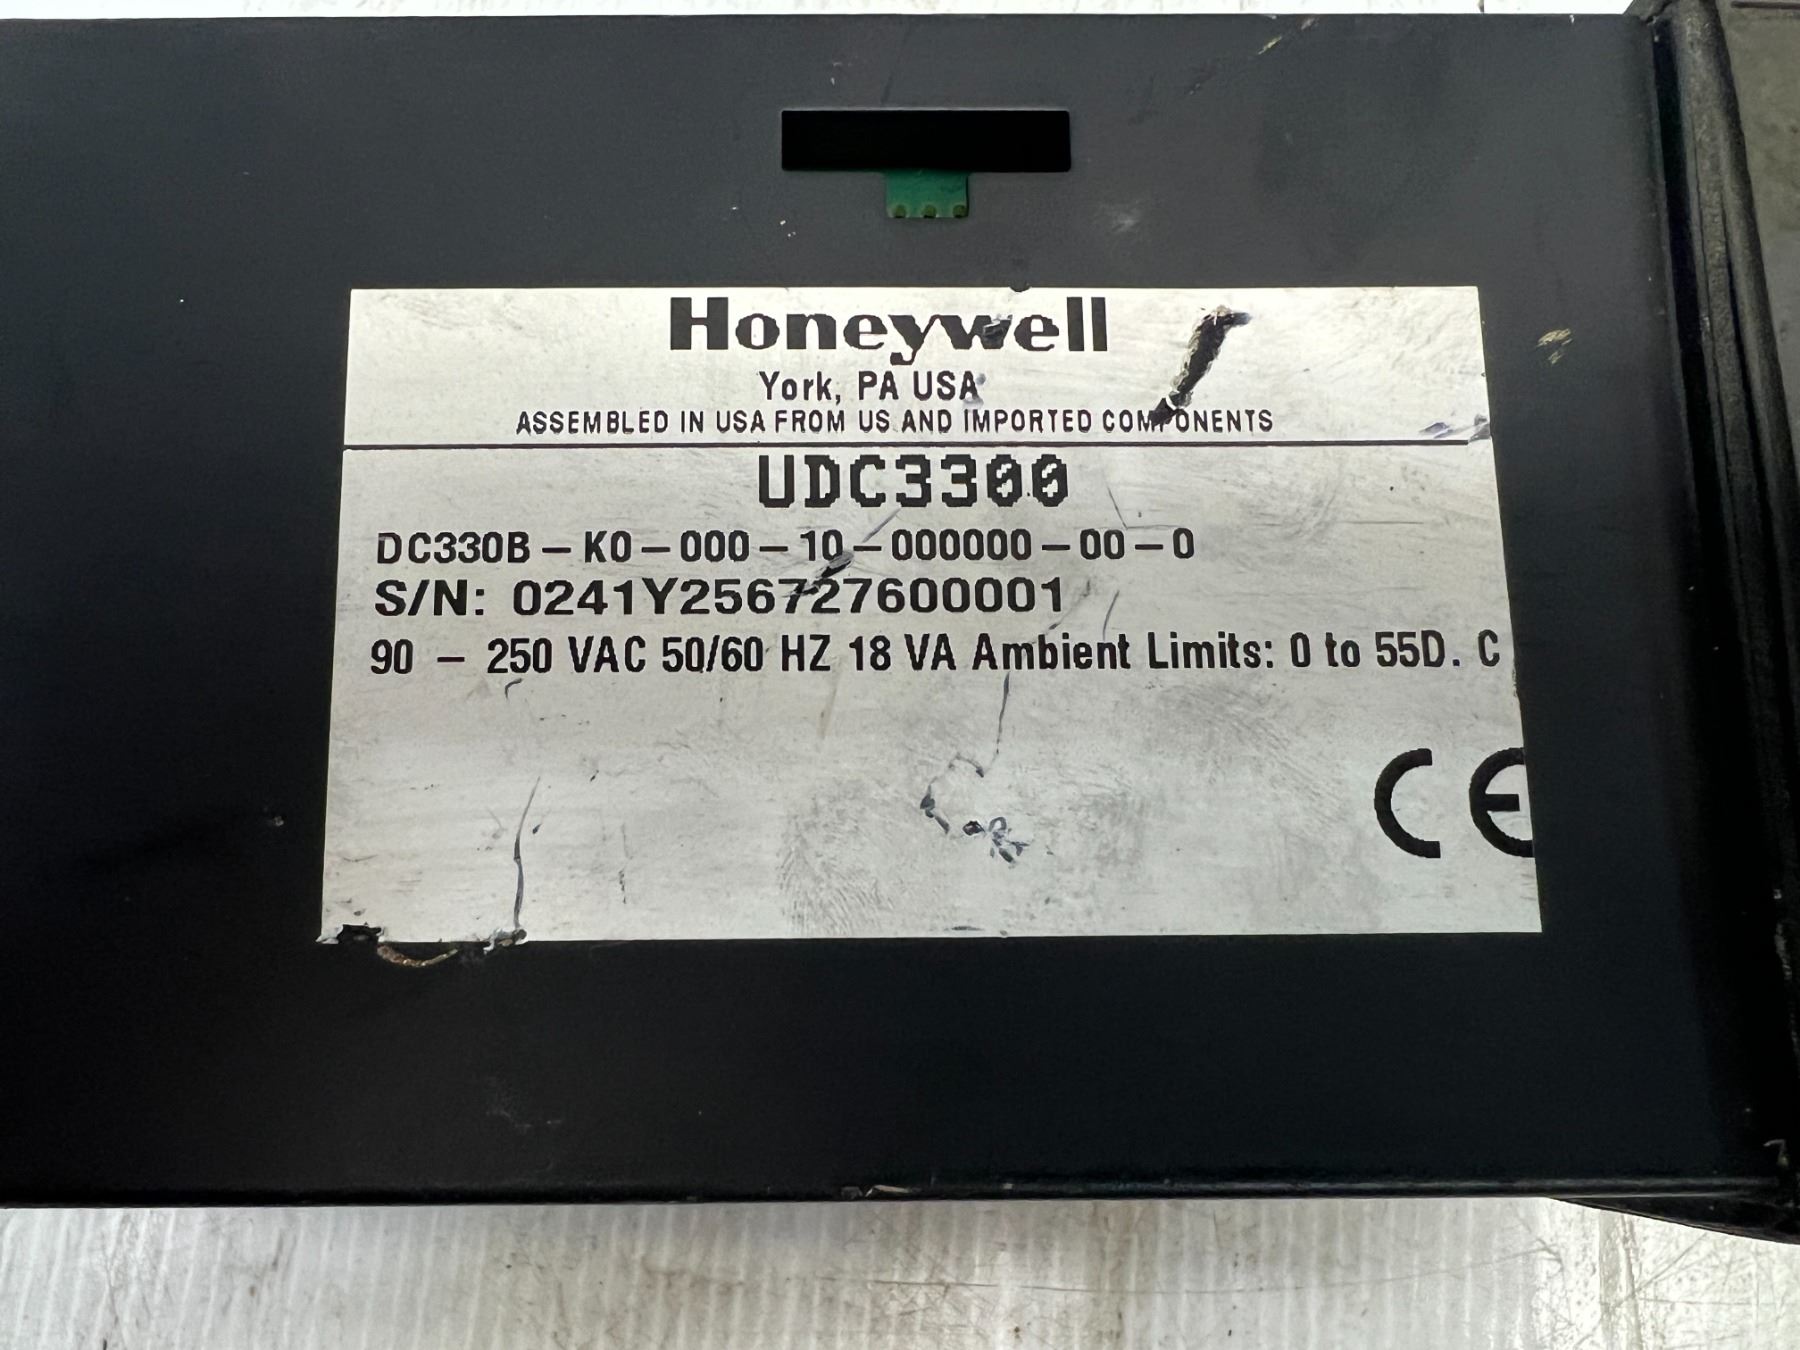 Honeywell
York, PA USA
ASSEMBLED IN USA FROM US AND IMPORTED COMPONENTS
UDC3300
DC330B – K0 – 000 – 10 – 000000 – 00 – 0
S/N: 0241Y256727600001
90 – 250 VAC 50/60 HZ 18 VA Ambient Limits: 0 to 55D. C
CE